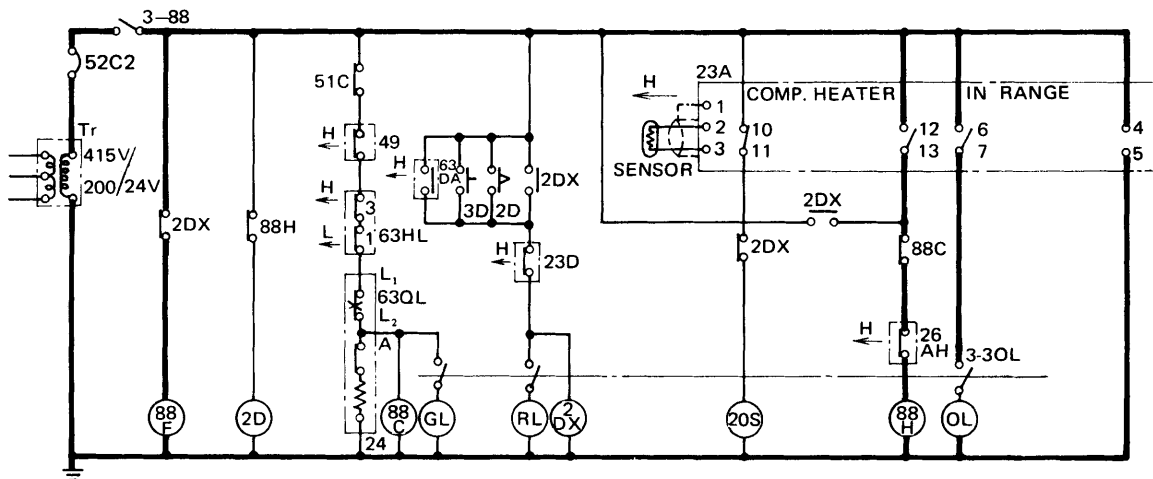 3–88
52C2
Tr
415V
200/24V
2DX
88H
51C
H
49
H
3
L
1
63HL
L1
63QL
L2
A
24
H
63
DA
3D
2D
2DX
H
23D
H
23A
COMP. HEATER
IN RANGE
1
2
3
SENSOR
10
11
12
13
6
7
4
5
2DX
2DX
88C
H
26
AH
3-30L
88
F
2D
88
C
GL
RL
2
DX
20S
88
H
OL